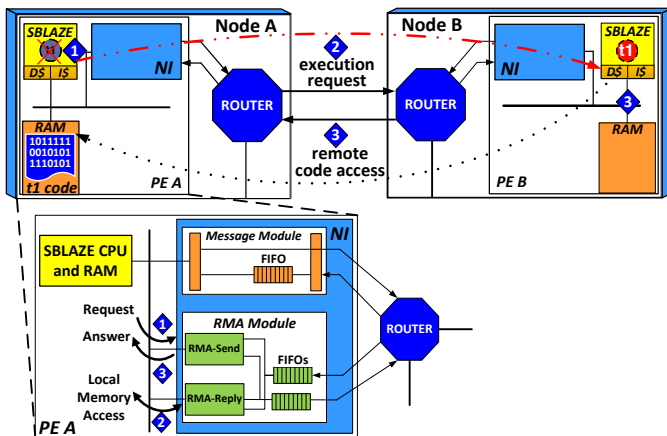 Node A
Node B
SBLAZE
t1
1
D$ I$
NI
2
execution
request
ROUTER
ROUTER
3
remote
code access
RAM
1011111
0010101
1110101
t1 code
PE A
NI
SBLAZE
t1
D$ I$
3
RAM
PE B
SBLAZE CPU
and RAM
Message Module
NI
FIFO
Request
1
Answer
3
RMA Module
RMA-Send
FIFOs
ROUTER
Local
Memory
Access
2
RMA-Reply
PE A